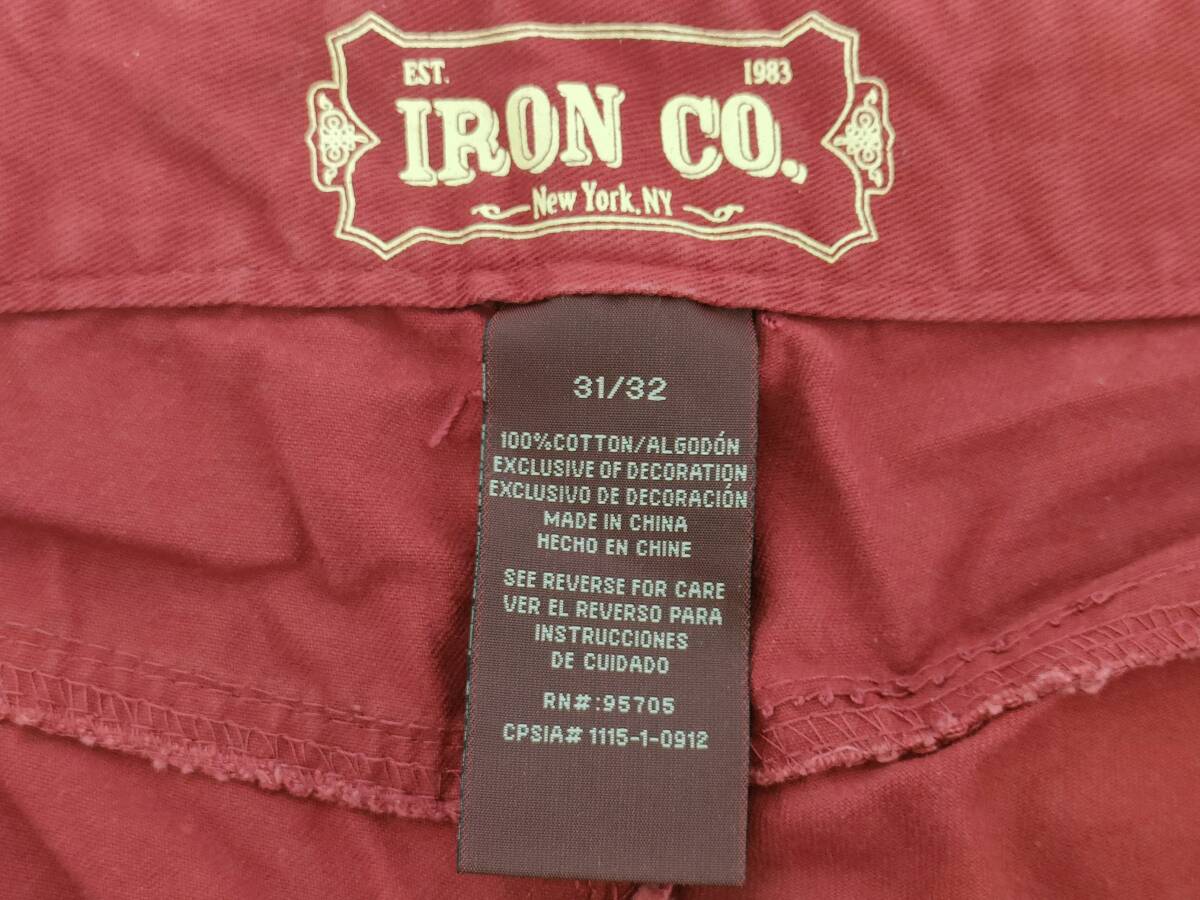 EST. 1983
IRON CO.,
New York, NY
31/32
100%COTTON/ALGODÓN
EXCLUSIVE OF DECORATION
EXCLUSIVO DE DECORACIÓN
MADE IN CHINA
HECHO EN CHINE
SEE REVERSE FOR CARE
VER EL REVERSO PARA
INSTRUCCIONES
DE CUIDADO
RN#:95705
CPSIA# 1115-1-0912